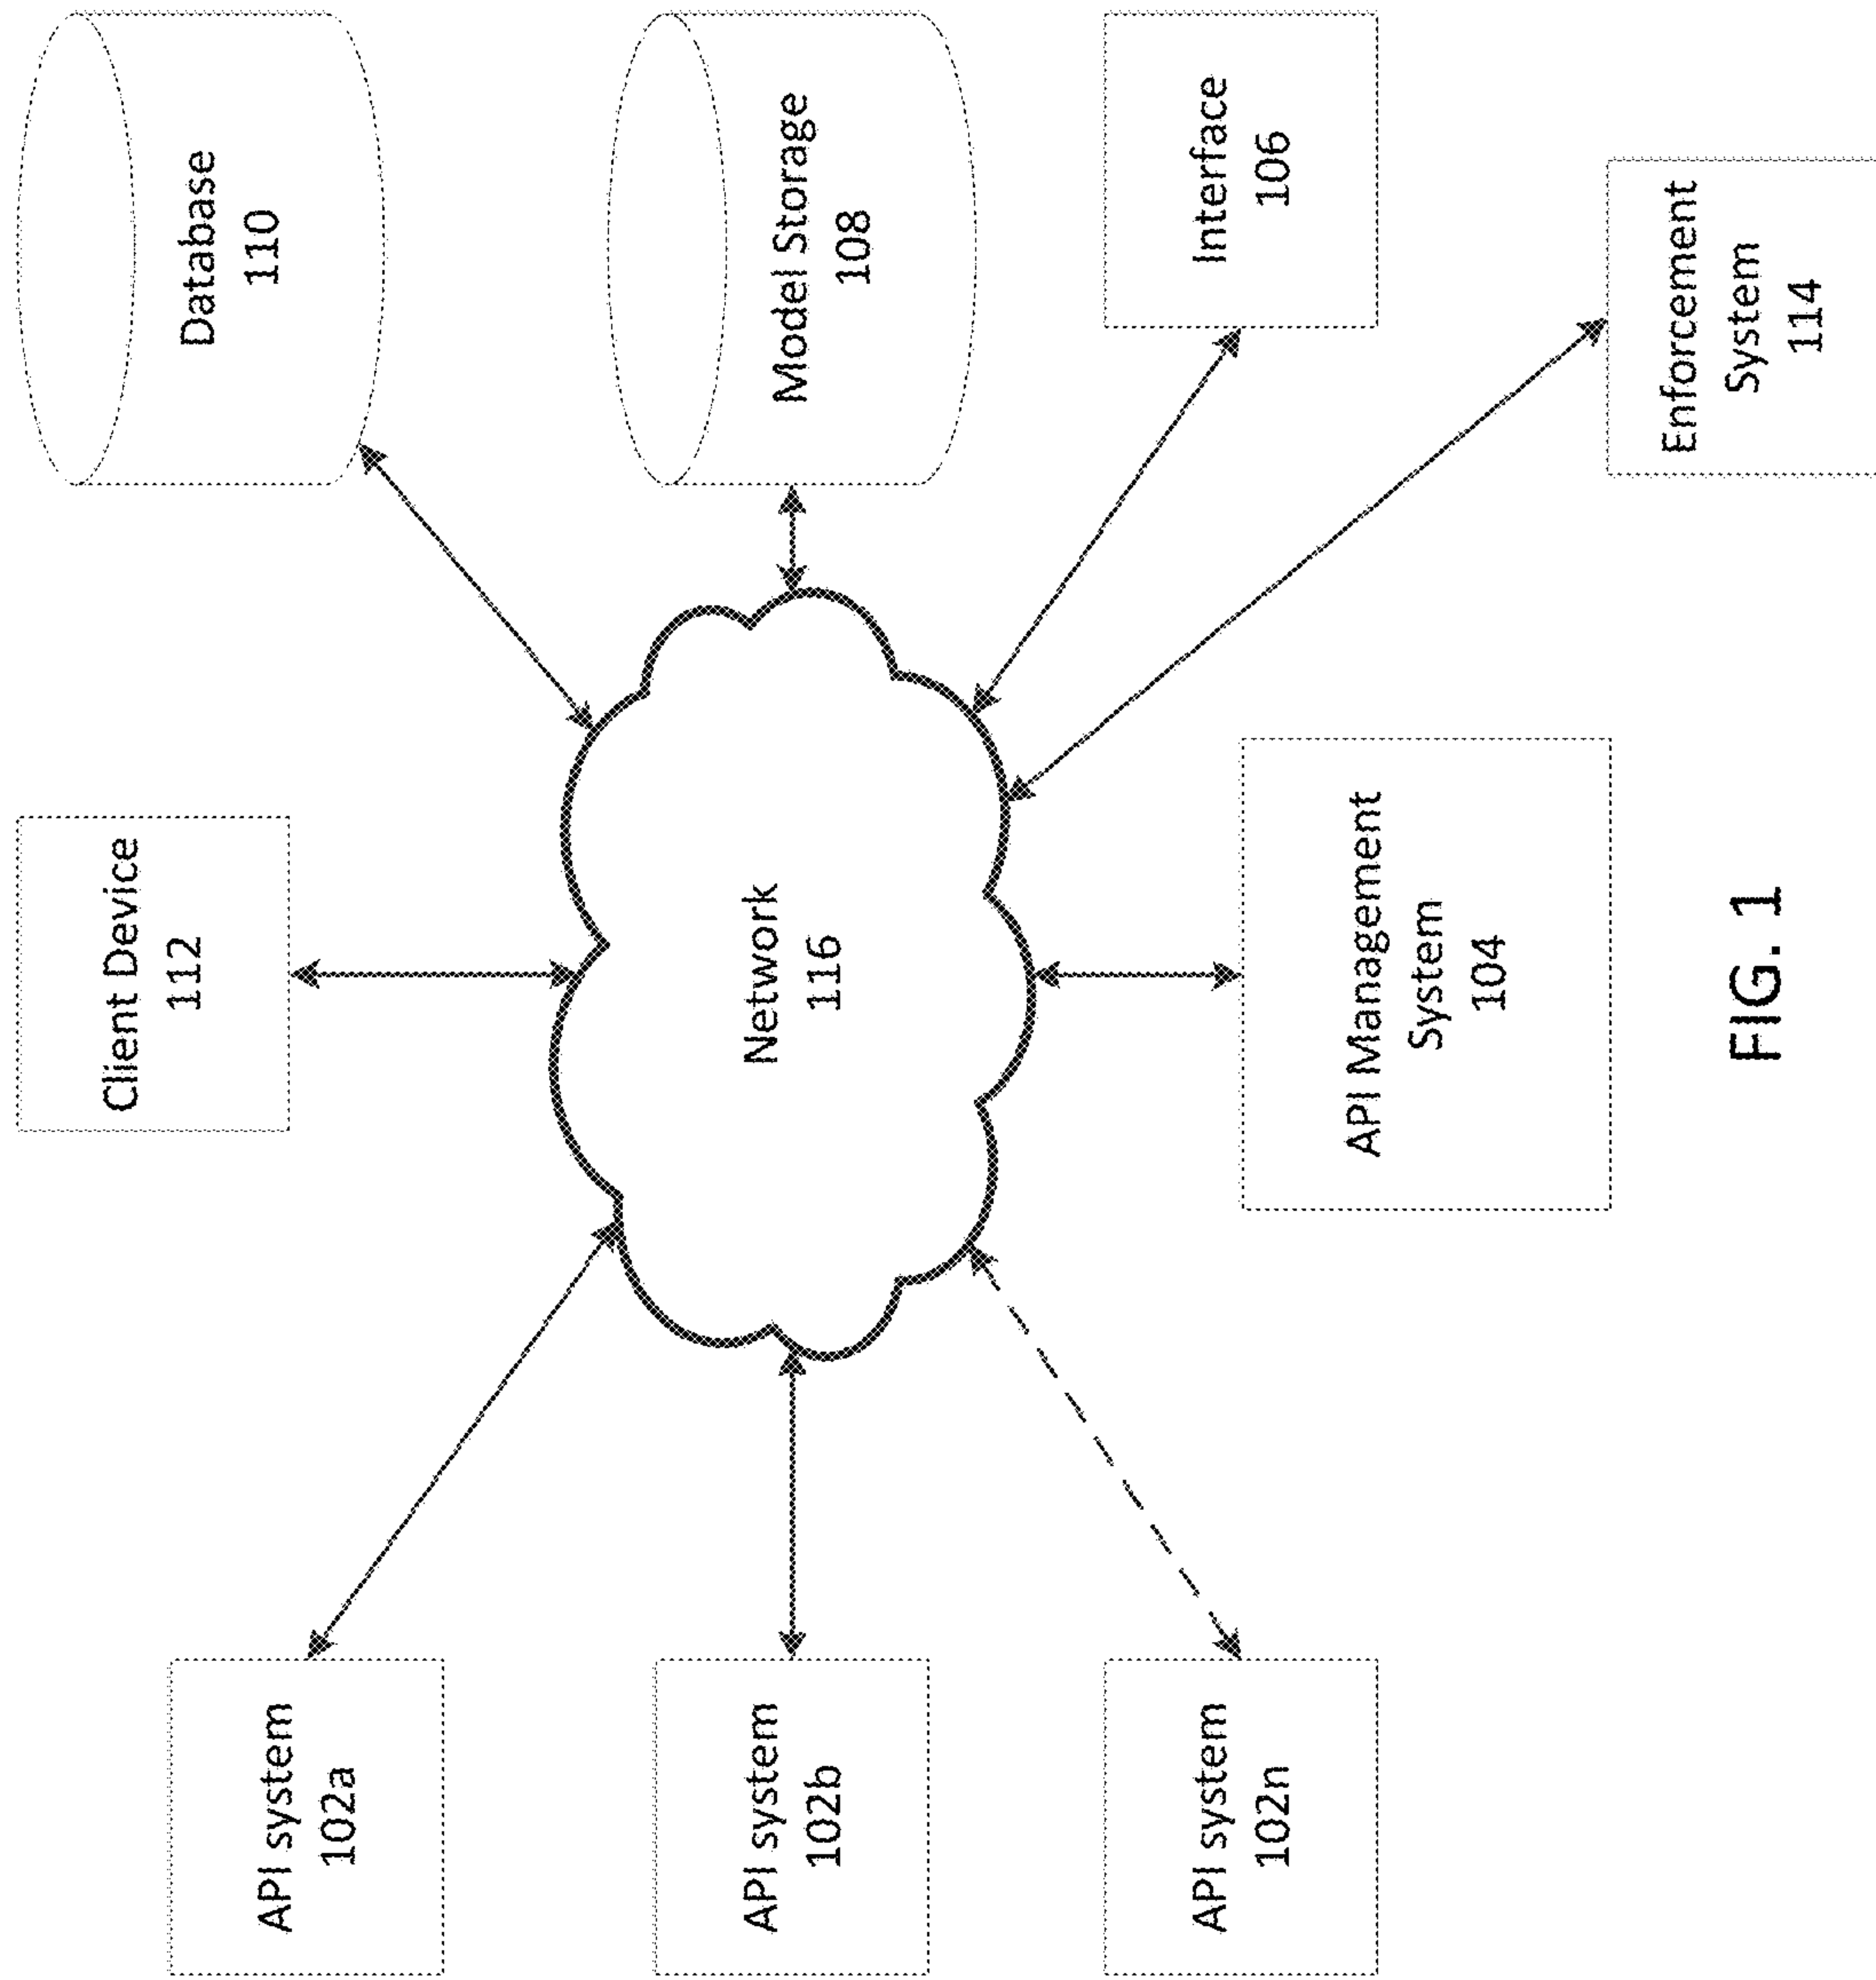 API system
102a
API system
102b
API system
102n
Client Device
112
Network
116
API Management
System
104
Database
110
Model Storage
108
Interface
106
Enforcement
System
114
FIG. 1